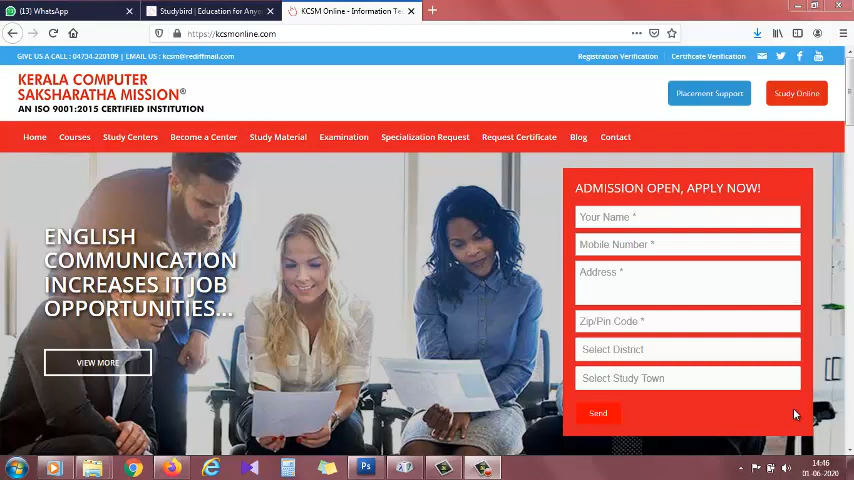 (13) WhatsApp
Studybird | Education for Anyo
KCSM Online - Information Te
https://kcsmonline.com
GIVE US A CALL : 04734-220109 | EMAIL US : kcsm@rediffmail.com
Registration Verification | Certificate Verification
KERALA COMPUTER
SAKSHARATHA MISSION®
AN ISO 9001:2015 CERTIFIED INSTITUTION
Placement Support
Study Online
Home Courses Study Centers Become a Center Study Material Examination Specialization Request Request Certificate Blog Contact
ENGLISH
COMMUNICATION
INCREASES IT JOB
OPPORTUNITIES...
VIEW MORE
ADMISSION OPEN, APPLY NOW!
Your Name *
Mobile Number *
Address *
Zip/Pin Code *
Select District
Select Study Town
Send
14:46
01-06-2020